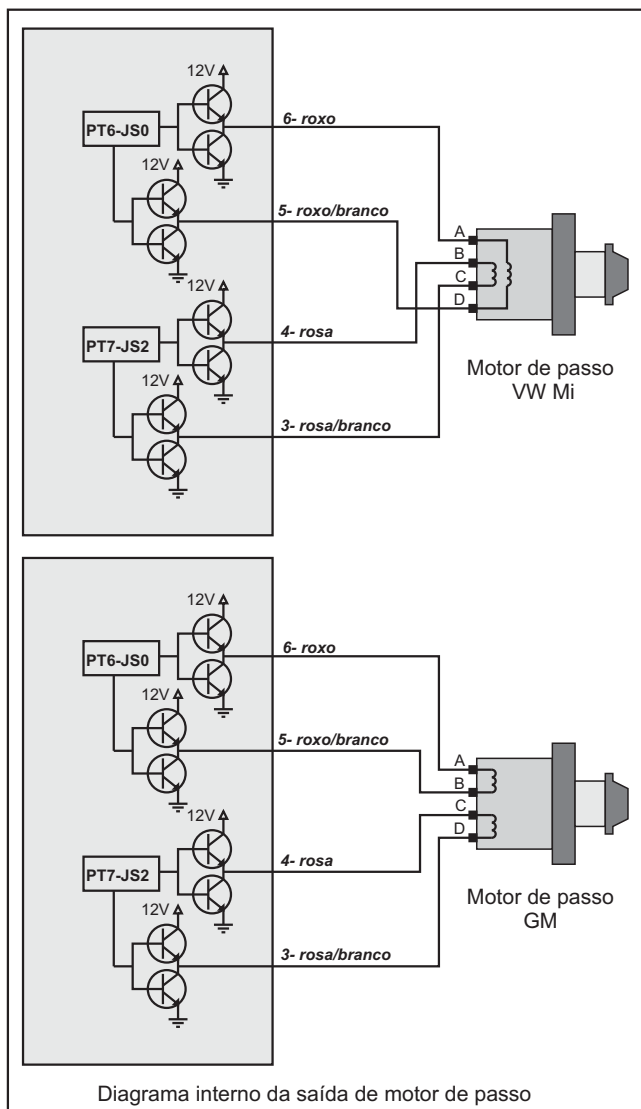 12V
PT6-JS0
6- roxo
12V
5- roxo/branco
A
B
C
D
12V
PT7-JS2
4- rosa
12V
3- rosa/branco
Motor de passo
VW Mi
12V
PT6-JS0
6- roxo
12V
5- roxo/branco
A
B
C
D
12V
PT7-JS2
4- rosa
12V
3- rosa/branco
Motor de passo
GM
Diagrama interno da saída de motor de passo